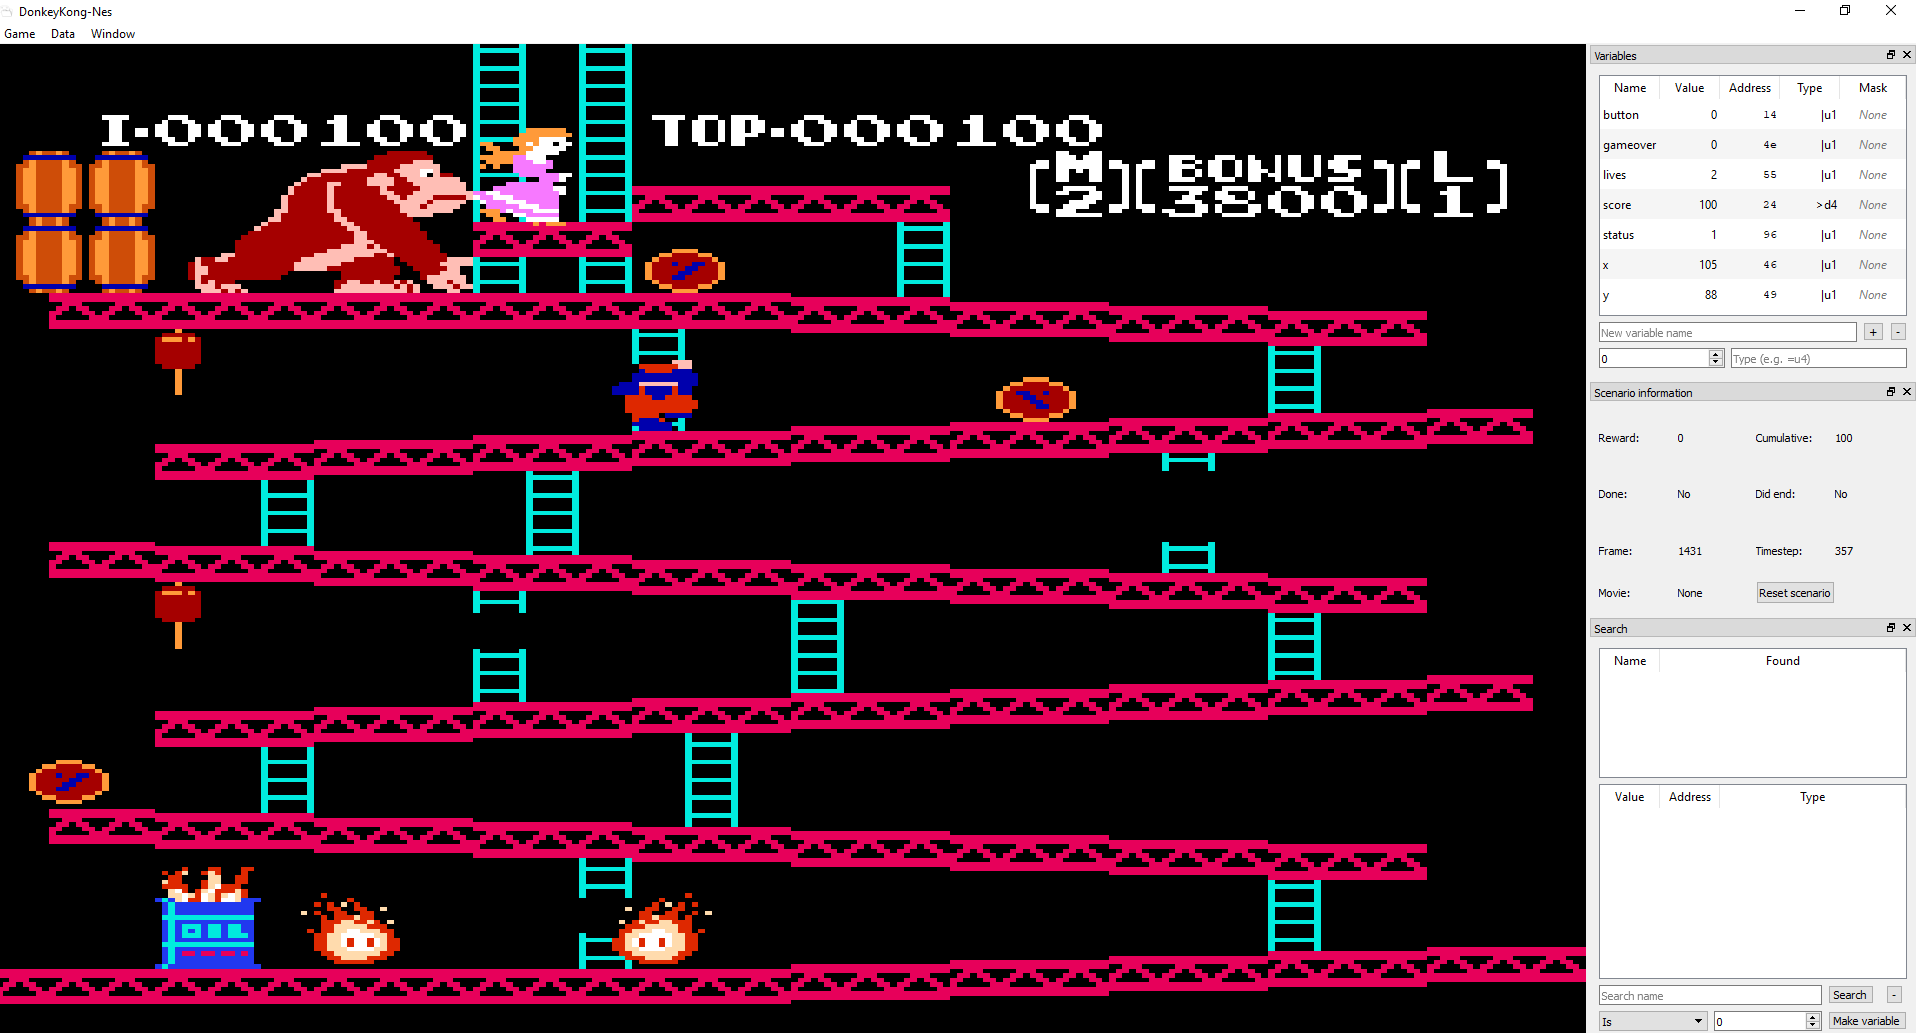 DonkeyKong-Nes
Game Data Window
I-000100 TOP-000100
[M][BONUS][L]
[2][3800][1]
OIL
Variables
Name Value Address Type Mask
button 0 14 |u1 None
gameover 0 4e |u1 None
lives 2 55 |u1 None
score 100 24 >d4 None
status 1 96 |u1 None
x 105 46 |u1 None
y 88 49 |u1 None
New variable name + -
0 Type (e.g. =u4)
Scenario information
Reward: 0 Cumulative: 100
Done: No Did end: No
Frame: 1431 Timestep: 357
Movie: None Reset scenario
Search
Name Found
Value Address Type
Search name Search -
Is 0 Make variable